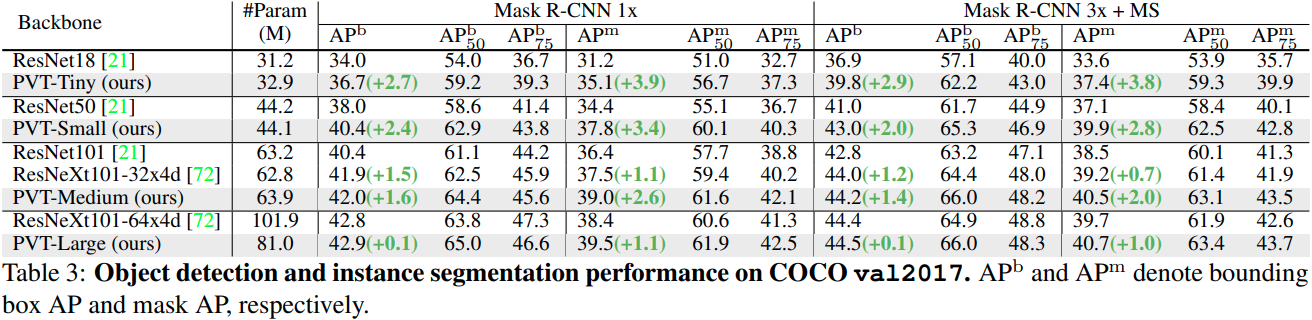 Backbone #Param (M) Mask R-CNN 1x Mask R-CNN 3x + MS
AP^b AP^b_50 AP^b_75 AP^m AP^m_50 AP^m_75 AP^b AP^b_50 AP^b_75 AP^m AP^m_50 AP^m_75
ResNet18 [21] 31.2 34.0 54.0 36.7 31.2 51.0 32.7 36.9 57.1 40.0 33.6 53.9 35.7
PVT-Tiny (ours) 32.9 36.7(+2.7) 59.2 39.3 35.1(+3.9) 56.7 37.3 39.8(+2.9) 62.2 43.0 37.4(+3.8) 59.3 39.9
ResNet50 [21] 44.2 38.0 58.6 41.4 34.4 55.1 36.7 41.0 61.7 44.9 37.1 58.4 40.1
PVT-Small (ours) 44.1 40.4(+2.4) 62.9 43.8 37.8(+3.4) 60.1 40.3 43.0(+2.0) 65.3 46.9 39.9(+2.8) 62.5 42.8
ResNet101 [21] 63.2 40.4 61.1 44.2 36.4 57.7 38.8 42.8 63.2 47.1 38.5 60.1 41.3
ResNeXt101-32x4d [72] 62.8 41.9(+1.5) 62.5 45.9 37.5(+1.1) 59.4 40.2 44.0(+1.2) 64.4 48.0 39.2(+0.7) 61.4 41.9
PVT-Medium (ours) 63.9 42.0(+1.6) 64.4 45.6 39.0(+2.6) 61.6 42.1 44.2(+1.4) 66.0 48.2 40.5(+2.0) 63.1 43.5
ResNeXt101-64x4d [72] 101.9 42.8 63.8 47.3 38.4 60.6 41.3 44.4 64.9 48.8 39.7 61.9 42.6
PVT-Large (ours) 81.0 42.9(+0.1) 65.0 46.6 39.5(+1.1) 61.9 42.5 44.5(+0.1) 66.0 48.3 40.7(+1.0) 63.4 43.7
Table 3: Object detection and instance segmentation performance on COCO val2017. AP^b and AP^m denote bounding
box AP and mask AP, respectively.